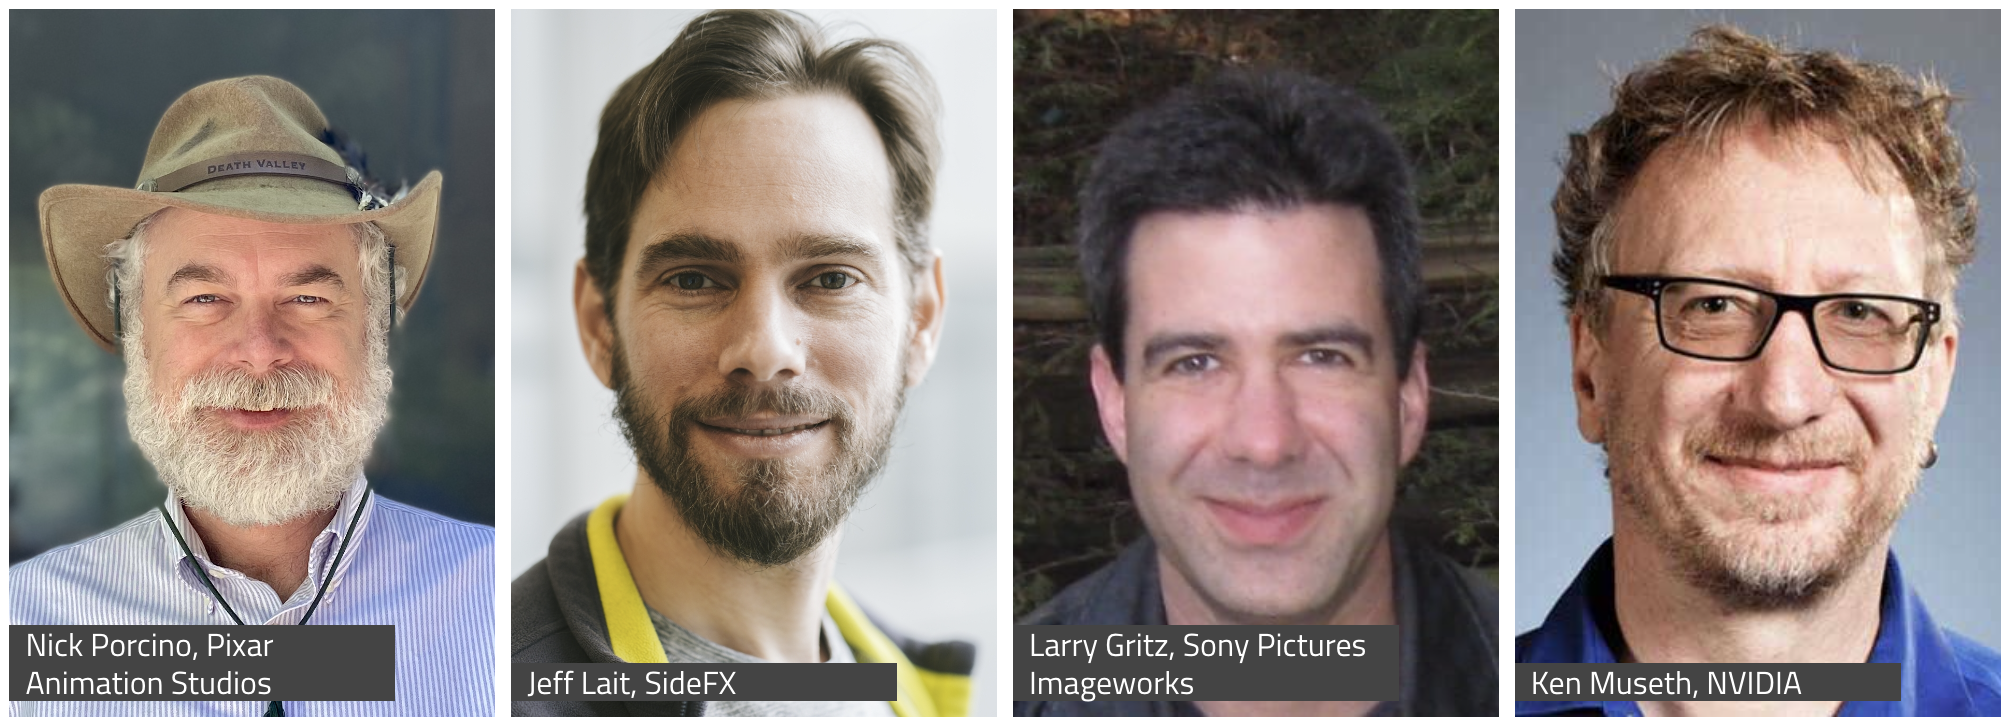 DEATH VALLEY
Nick Porcino, Pixar
Animation Studios
Jeff Lait, SideFX
Larry Gritz, Sony Pictures
Imageworks
Ken Museth, NVIDIA